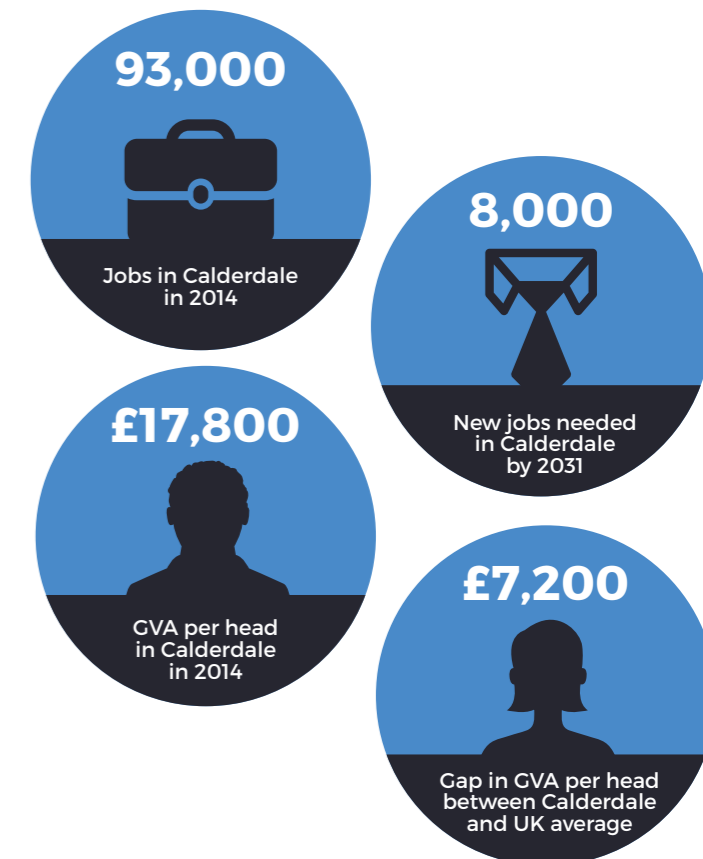 93,000
Jobs in Calderdale
in 2014
8,000
New jobs needed
in Calderdale
by 2031
£17,800
GVA per head
in Calderdale
in 2014
£7,200
Gap in GVA per head
between Calderdale
and UK average